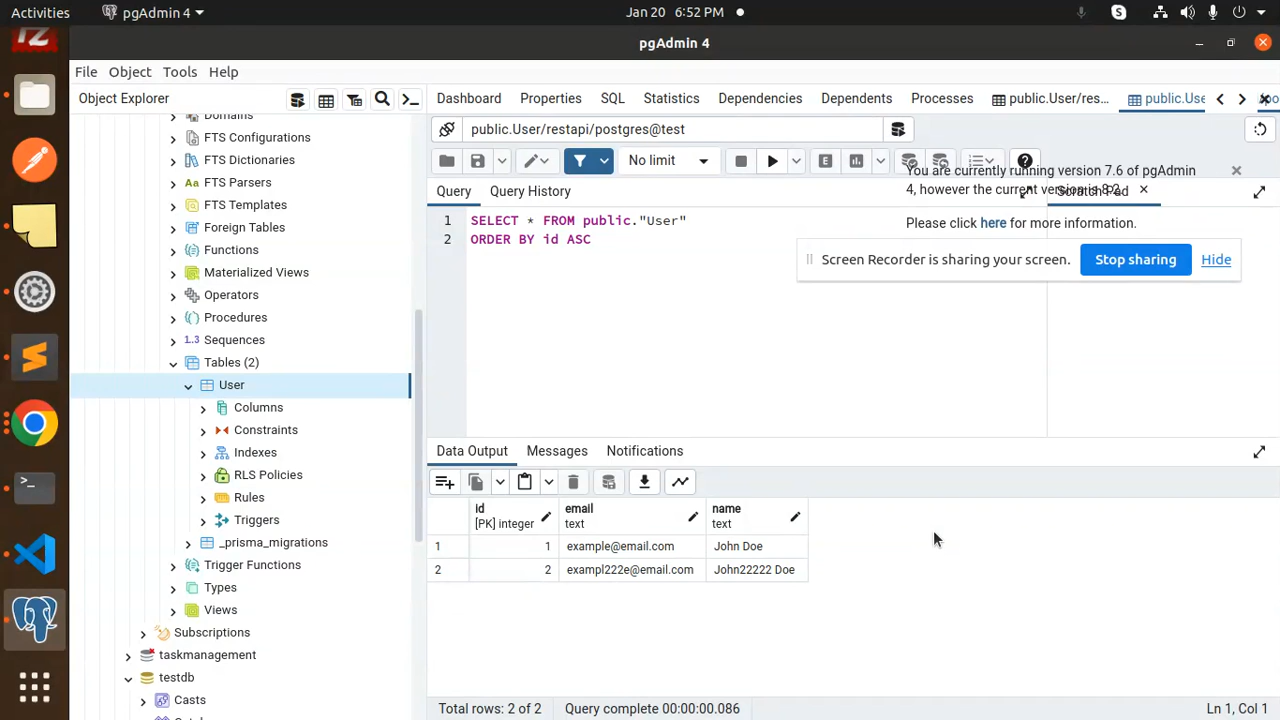 Activities
pgAdmin 4
Jan 20 6:52 PM
pgAdmin 4
File Object Tools Help
Object Explorer
Dashboard Properties SQL Statistics Dependencies Dependents Processes public.User/res... public.Use
public.User/restapi/postgres@test
No limit
E
You are currently running version 7.6 of pgAdmin
4, however the current version is 8.2.
Please click here for more information.
Query Query History
Scratch Pad
1 SELECT * FROM public."User"
2 ORDER BY id ASC
Screen Recorder is sharing your screen. Stop sharing Hide
Domains
FTS Configurations
FTS Dictionaries
Aa FTS Parsers
FTS Templates
Foreign Tables
Functions
Materialized Views
Operators
Procedures
1..3 Sequences
Tables (2)
User
Columns
Constraints
Indexes
RLS Policies
Rules
Triggers
_prisma_migrations
Trigger Functions
Types
Views
Subscriptions
taskmanagement
testdb
Casts
Data Output Messages Notifications
id email name
[PK] integer text text
1 1 example@email.com John Doe
2 2 exampl222e@email.com John22222 Doe
Total rows: 2 of 2 Query complete 00:00:00.086 Ln 1, Col 1